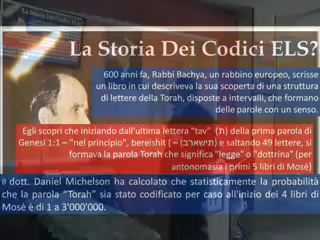 La Storia Dei Codici ELS?
600 anni fa, Rabbi Bachya, un rabbino europeo, scrisse
un libro in cui descriveva la sua scoperta di una struttura
di lettere della Torah, disposte a intervalli, che formano
delle parole con un senso.
Egli scoprì che iniziando dall'ultima lettera "tav" (ת) della prima parola di
Genesi 1:1 – "nel principio", bereishit ( – (בראשית e saltando 49 lettere, si
formava la parola Torah che significa "legge" o "dottrina" (per
antonomasia i primi 5 libri di Mosè)
Il dott. Daniel Michelson ha calcolato che statisticamente la probabilità
che la parola "Torah" sia stato codificato per caso all'inizio dei 4 libri di
Mosè è di 1 a 3'000'000.